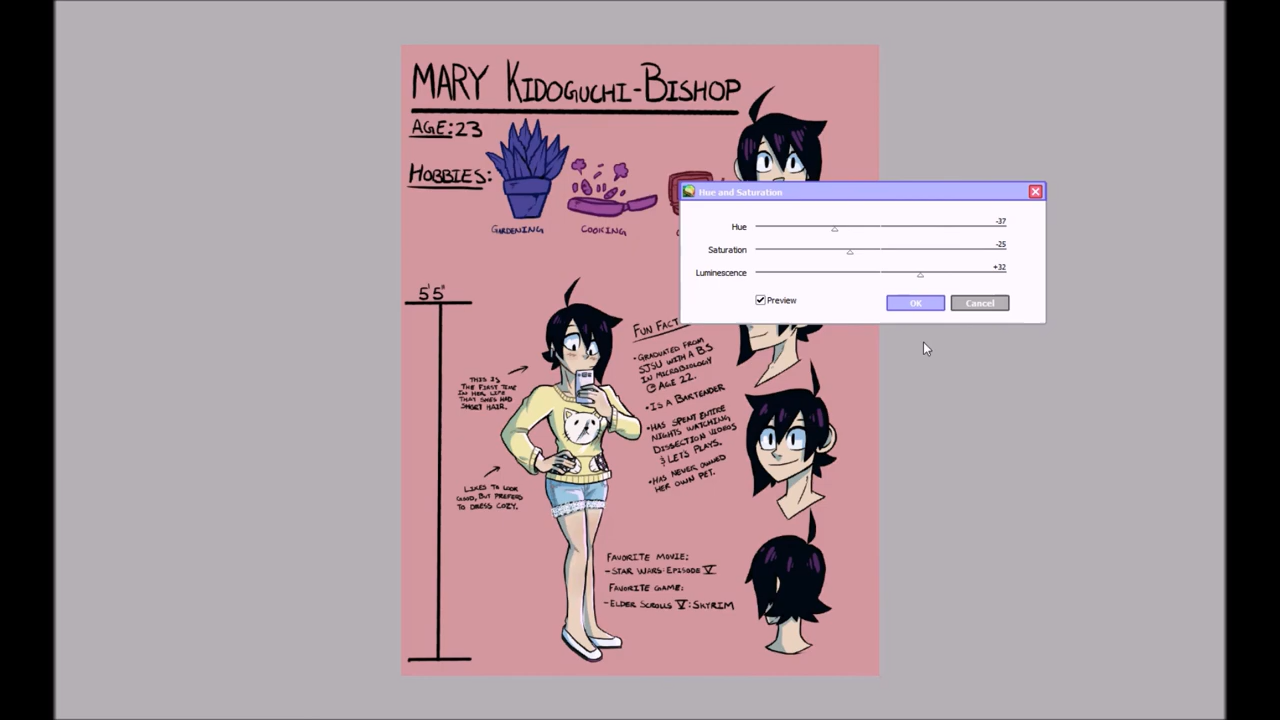 MARY KIDOGUCHI-BISHOP
AGE: 23
HOBBIES:
GARDENING
COOKING
Hue and Saturation
Hue -37
Saturation -25
Luminescence +32
Preview
OK
Cancel
5'5"
THIS IS
THE FIRST TIME
IN HER LIFE
THAT SHE'S HAD
SHORT HAIR.
LIKES TO LOOK
GOOD, BUT PREFERS
TO DRESS COZY.
FUN
•GRADUATED FROM
SJSU WITH A B.S
IN MICROBIOLOGY
@ AGE 22.
•IS A BARTENDER
•HAS SPENT ENTIRE
NIGHTS WATCHING
DISSECTION VIDEOS
& LET'S PLAYS.
•HAS NEVER OWNED
HER OWN PET.
FAVORITE MOVIE:
-STAR WARS: EPISODE V
FAVORITE GAME:
-ELDER SCROLLS V: SKYRIM